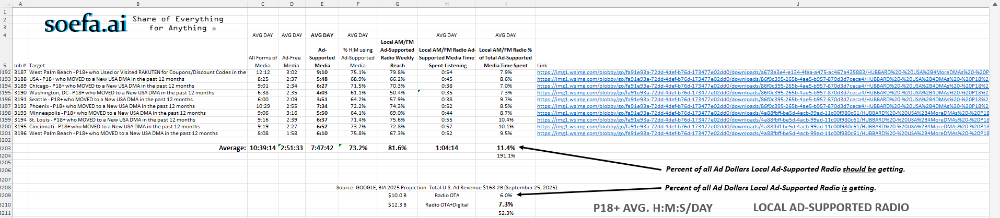 A B C D E F G H I J
1
2 soefa.ai Share of Everything
3 for Anything ©
4 AVG DAY AVG DAY AVG DAY AVG DAY AVG DAY AVG DAY
Local AM/FM
Ad- % H:M using Ad-Supported Local AM/FM Radio Ad- Local AM/FM Radio %
All Forms of Ad-Free Supported Ad-Supported Radio Weekly Supported Media Time of Total Ad-Supported
5 Job # Target: Media Media Media Media Reach -Spent-Listening Media Time Spent Link
3192 3187 West Palm Beach - P18+ who Used or Visited RAKUTEN for Coupons/Discount Codes in the 12:12 3:02 9:10 75.1% 79.8% 0:54 7.9% https://img1.wsimg.com/blobby/go/fa91e93a-72dd-4def-b76d-173477e02dd0/downloads/a678e3e4-e134-4fea-a475-ac467a435883/HUBBARD%20-%20USA%2B4MoreDMAs%20-%20P
3193 3188 USA - P18+ who MOVED to a New USA DMA in the past 12 months 8:25 2:37 5:48 68.9% 66.2% 0:45 8.6% https://img1.wsimg.com/blobby/go/fa91e93a-72dd-4def-b76d-173477e02dd0/downloads/86f0c395-265b-4ae5-b957-870d3d7ceca4/HUBBARD%20-%20USA%2B4MoreDMAs%20-%20P18%2
3194 3189 Chicago - P18+ who MOVED to a New USA DMA in the past 12 months 9:01 2:34 6:27 71.5% 70.3% 0:38 7.0% https://img1.wsimg.com/blobby/go/fa91e93a-72dd-4def-b76d-173477e02dd0/downloads/86f0c395-265b-4ae5-b957-870d3d7ceca4/HUBBARD%20-%20USA%2B4MoreDMAs%20-%20P18%2
3195 3190 Washington, DC - P18+ who MOVED to a New USA DMA in the past 12 months 6:38 2:35 4:03 61.1% 50.4% 0:35 7.3% https://img1.wsimg.com/blobby/go/fa91e93a-72dd-4def-b76d-173477e02dd0/downloads/86f0c395-265b-4ae5-b957-870d3d7ceca4/HUBBARD%20-%20USA%2B4MoreDMAs%20-%20P18%2
3196 3191 Seattle - P18+ who MOVED to a New USA DMA in the past 12 months 6:00 2:09 3:51 64.2% 57.9% 0:38 9.7% https://img1.wsimg.com/blobby/go/fa91e93a-72dd-4def-b76d-173477e02dd0/downloads/86f0c395-265b-4ae5-b957-870d3d7ceca4/HUBBARD%20-%20USA%2B4MoreDMAs%20-%20P18%2
3197 3192 Phoenix - P18+ who MOVED to a New USA DMA in the past 12 months 10:29 2:55 7:34 72.2% 74.3% 0:52 8.5% https://img1.wsimg.com/blobby/go/fa91e93a-72dd-4def-b76d-173477e02dd0/downloads/86f0c395-265b-4ae5-b957-870d3d7ceca4/HUBBARD%20-%20USA%2B4MoreDMAs%20-%20P18%2
3198 3193 Minneapolis - P18+ who MOVED to a New USA DMA in the past 12 months 9:06 3:16 5:50 64.1% 69.0% 0:44 8.7% https://img1.wsimg.com/blobby/go/fa91e93a-72dd-4def-b76d-173477e02dd0/downloads/4a88fbff-be5d-4acb-99ad-11c00f980c61/HUBBARD%20-%20USA%2B4MoreDMAs%20-%20P18
3199 3194 St. Louis - P18+ who MOVED to a New USA DMA in the past 12 months 9:16 2:39 6:37 71.4% 75.6% 0:55 10.4% https://img1.wsimg.com/blobby/go/fa91e93a-72dd-4def-b76d-173477e02dd0/downloads/4a88fbff-be5d-4acb-99ad-11c00f980c61/HUBBARD%20-%20USA%2B4MoreDMAs%20-%20P18
3200 3195 Cincinnati - P18+ who MOVED to a New USA DMA in the past 12 months 9:19 2:27 6:52 73.7% 72.8% 0:57 10.1% https://img1.wsimg.com/blobby/go/fa91e93a-72dd-4def-b76d-173477e02dd0/downloads/4a88fbff-be5d-4acb-99ad-11c00f980c61/HUBBARD%20-%20USA%2B4MoreDMAs%20-%20P18
3201 3196 West Palm Beach - P18+ who MOVED to a New USA DMA in the past 12 months 8:08 1:58 6:10 75.8% 67.3% 0:52 9.5% https://img1.wsimg.com/blobby/go/fa91e93a-72dd-4def-b76d-173477e02dd0/downloads/4a88fbff-be5d-4acb-99ad-11c00f980c61/HUBBARD%20-%20USA%2B4MoreDMAs%20-%20P18
3202
3203 Average: 10:39:14 2:51:33 7:47:42 73.2% 81.6% 1:04:14 11.4%
3204 191.1%
3205
3206 Percent of all Ad Dollars Local Ad-Supported Radio should be getting.
3207
3208 Source: GOOGLE, BIA 2025 Projection: Total U.S. Ad Revenue $168.2B (September 25, 2025) Percent of all Ad Dollars Local Ad-Supported Radio is getting.
3209 $10.0 B Radio OTA 6.0%
3210 $12.3 B Radio OTA+Digital 7.3% P18+ AVG. H:M:S/DAY LOCAL AD-SUPPORTED RADIO
3211 52.3%